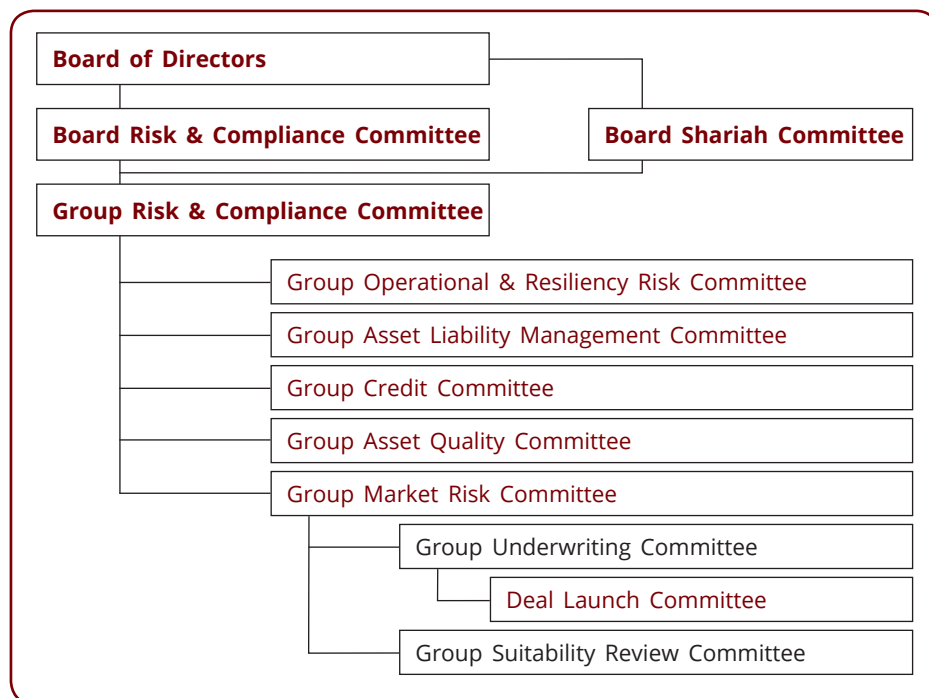 Board of Directors
Board Risk & Compliance Committee
Board Shariah Committee
Group Risk & Compliance Committee
Group Operational & Resiliency Risk Committee
Group Asset Liability Management Committee
Group Credit Committee
Group Asset Quality Committee
Group Market Risk Committee
Group Underwriting Committee
Deal Launch Committee
Group Suitability Review Committee